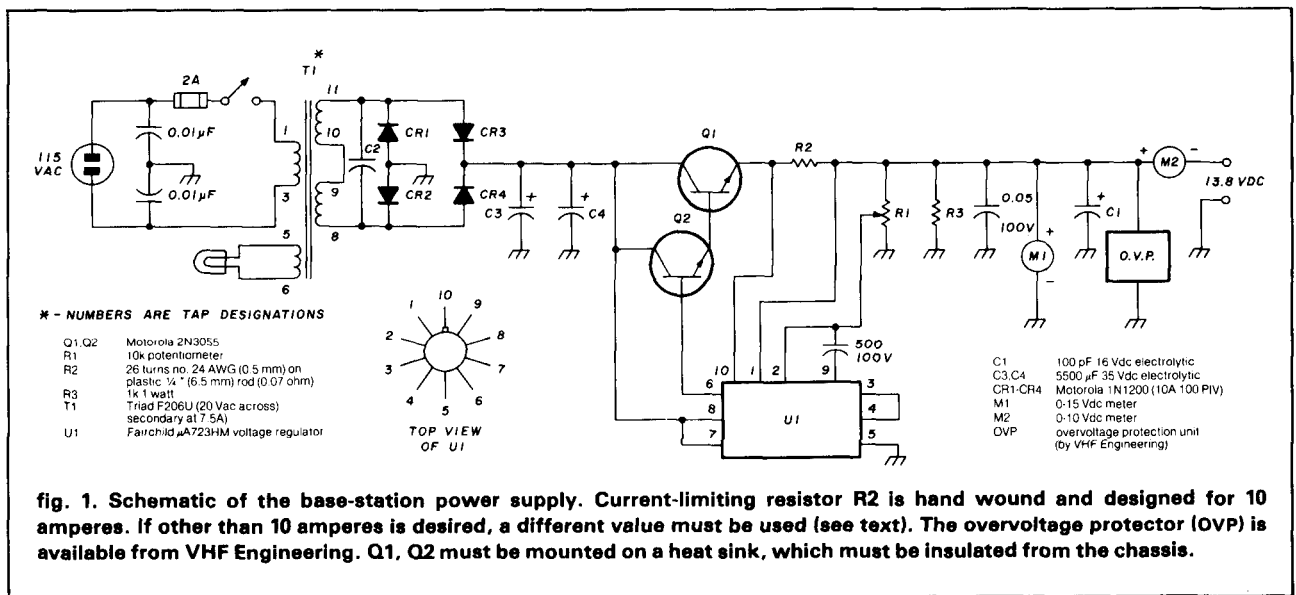 *
T1
2A
11
0.01µF
1
10
CR1
CR3
Q1
R2
M2
+
-
115
VAC
C2
13.8 VDC
9
0.01µF
3
CR2
CR4
+
C3
+
C4
Q2
R1
R3
0.05
100V
+
M1
-
+
C1
O.V.P.
8
5
6
* - NUMBERS ARE TAP DESIGNATIONS
Q1,Q2 Motorola 2N3055
R1 10k potentiometer
R2 26 turns no. 24 AWG (0.5 mm) on
plastic ¼ " (6.5 mm) rod (0.07 ohm)
R3 1k 1 watt
T1 Triad F206U (20 Vac across)
secondary at 7.5A)
U1 Fairchild µA723HM voltage regulator
10
1
9
2
8
3
7
4
6
5
TOP VIEW
OF U1
500
100V
10
1
2
9
6
3
8
4
7
5
U1
C1 100 pF 16 Vdc electrolytic
C3,C4 5500 µF 35 Vdc electrolytic
CR1-CR4 Motorola 1N1200 (10A 100 PIV)
M1 0-15 Vdc meter
M2 0-10 Vdc meter
OVP overvoltage protection unit
(by VHF Engineering)
fig. 1. Schematic of the base-station power supply. Current-limiting resistor R2 is hand wound and designed for 10
amperes. If other than 10 amperes is desired, a different value must be used (see text). The overvoltage protector (OVP) is
available from VHF Engineering. Q1, Q2 must be mounted on a heat sink, which must be insulated from the chassis.